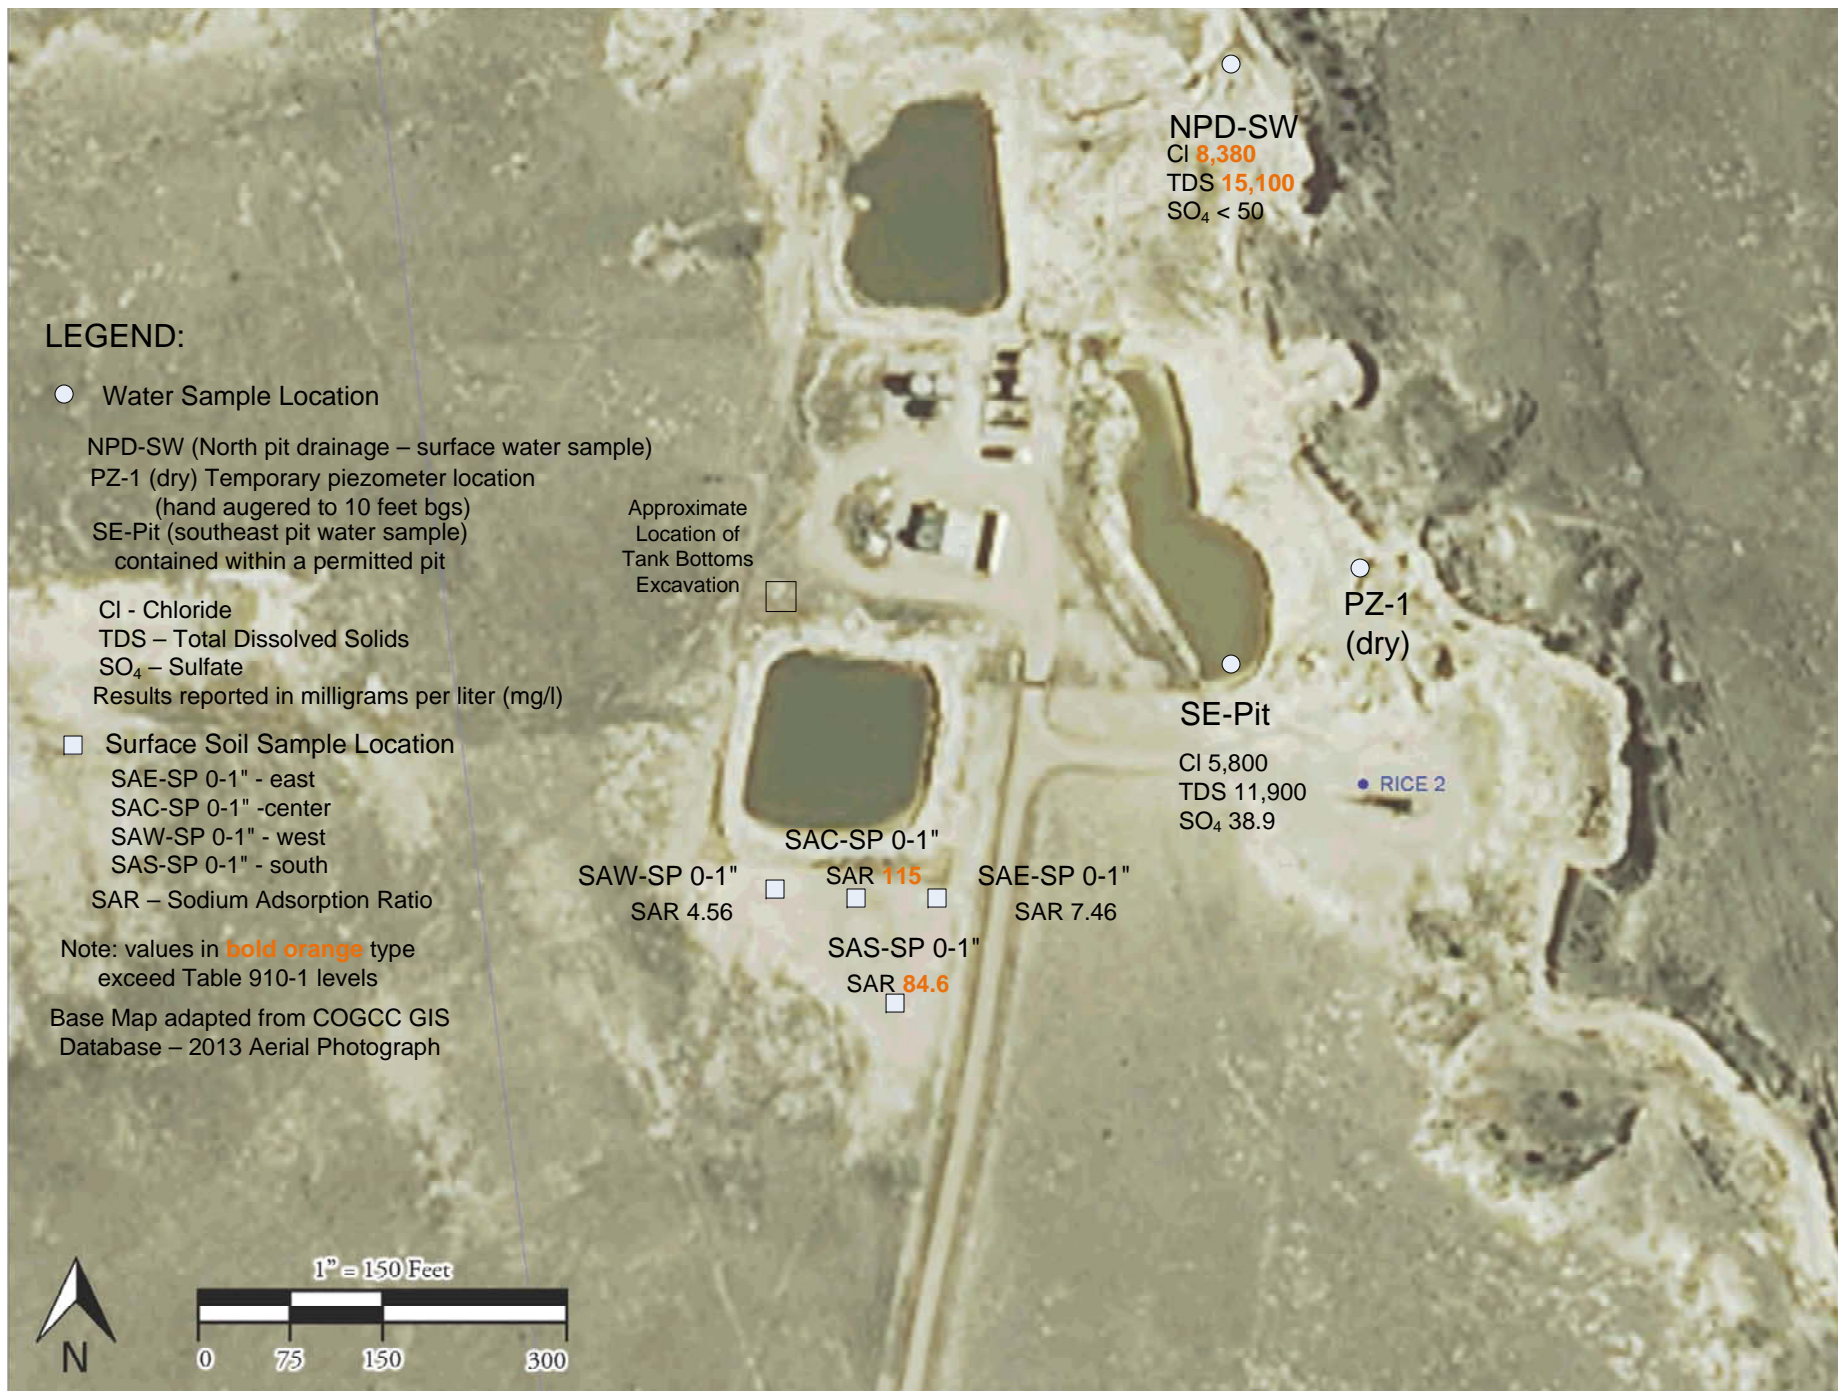 NPD-SW
Cl 8,380
TDS 15,100
SO₄ < 50
LEGEND:
Water Sample Location
NPD-SW (North pit drainage – surface water sample)
PZ-1 (dry) Temporary piezometer location
(hand augered to 10 feet bgs)
SE-Pit (southeast pit water sample)
contained within a permitted pit
Cl - Chloride
TDS – Total Dissolved Solids
SO₄ – Sulfate
Results reported in milligrams per liter (mg/l)
Surface Soil Sample Location
SAE-SP 0-1" - east
SAC-SP 0-1" -center
SAW-SP 0-1" - west
SAS-SP 0-1" - south
SAR – Sodium Adsorption Ratio
Note: values in bold orange type
exceed Table 910-1 levels
Base Map adapted from COGCC GIS
Database – 2013 Aerial Photograph
Approximate
Location of
Tank Bottoms
Excavation
PZ-1
(dry)
SE-Pit
Cl 5,800
TDS 11,900
SO₄ 38.9
RICE 2
SAC-SP 0-1"
SAR 115
SAW-SP 0-1"
SAR 4.56
SAE-SP 0-1"
SAR 7.46
SAS-SP 0-1"
SAR 84.6
1" = 150 Feet
0 75 150 300
N